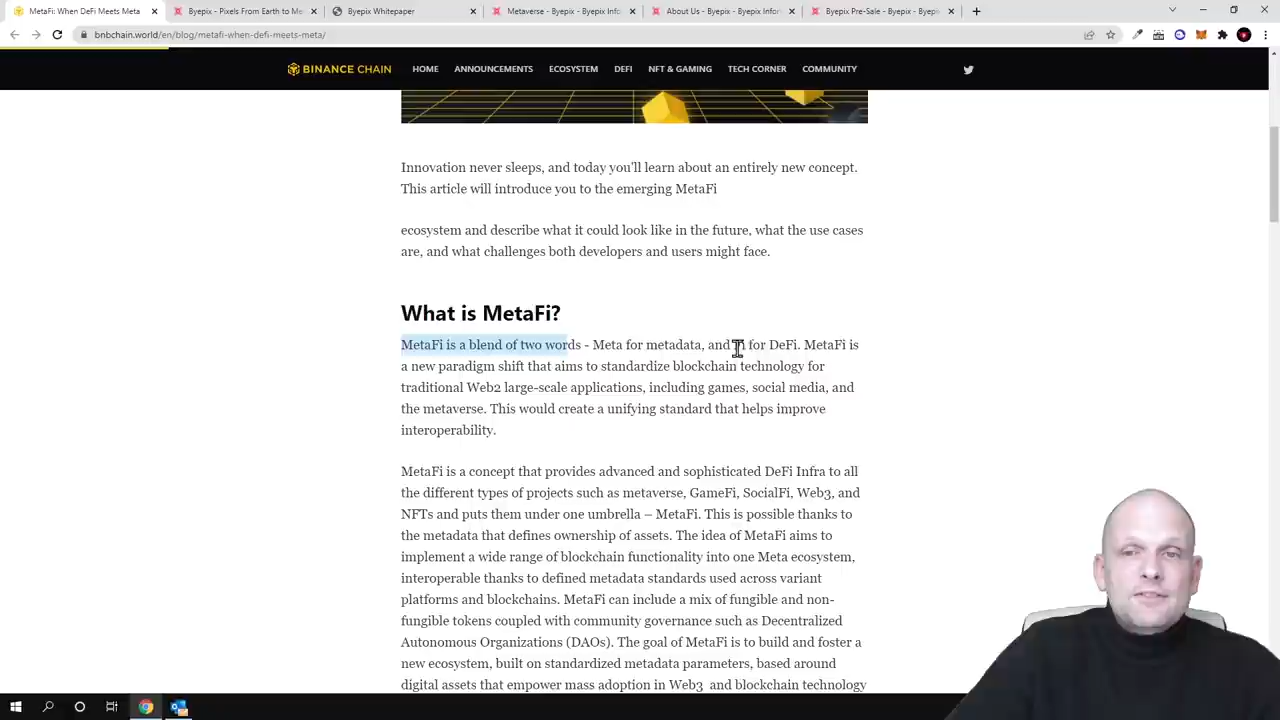 MetaFi: When DeFi Meets Meta
Byepix - Pixels From Earth to Me
Byepix Whitepaper
Metaverse - Byepix - Byepix Info
About Us - Byepix - Byepix Infor
Byepix Pre-Sale - Byepix - Byepi
bnbchain.world/en/blog/metafi-when-defi-meets-meta/
BINANCE CHAIN
HOME
ANNOUNCEMENTS
ECOSYSTEM
DEFI
NFT & GAMING
TECH CORNER
COMMUNITY
Innovation never sleeps, and today you'll learn about an entirely new concept.
This article will introduce you to the emerging MetaFi
ecosystem and describe what it could look like in the future, what the use cases
are, and what challenges both developers and users might face.
What is MetaFi?
MetaFi is a blend of two words - Meta for metadata, and for DeFi. MetaFi is
a new paradigm shift that aims to standardize blockchain technology for
traditional Web2 large-scale applications, including games, social media, and
the metaverse. This would create a unifying standard that helps improve
interoperability.
MetaFi is a concept that provides advanced and sophisticated DeFi Infra to all
the different types of projects such as metaverse, GameFi, SocialFi, Web3, and
NFTs and puts them under one umbrella – MetaFi. This is possible thanks to
the metadata that defines ownership of assets. The idea of MetaFi aims to
implement a wide range of blockchain functionality into one Meta ecosystem,
interoperable thanks to defined metadata standards used across variant
platforms and blockchains. MetaFi can include a mix of fungible and non-
fungible tokens coupled with community governance such as Decentralized
Autonomous Organizations (DAOs). The goal of MetaFi is to build and foster a
new ecosystem, built on standardized metadata parameters, based around
digital assets that empower mass adoption in Web3 and blockchain technology